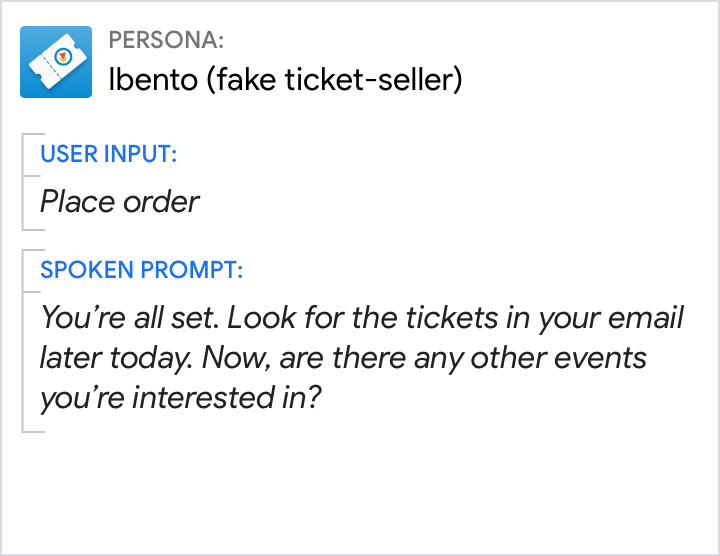 PERSONA:
Ibento (fake ticket-seller)
USER INPUT:
Place order
SPOKEN PROMPT:
You’re all set. Look for the tickets in your email
later today. Now, are there any other events
you’re interested in?